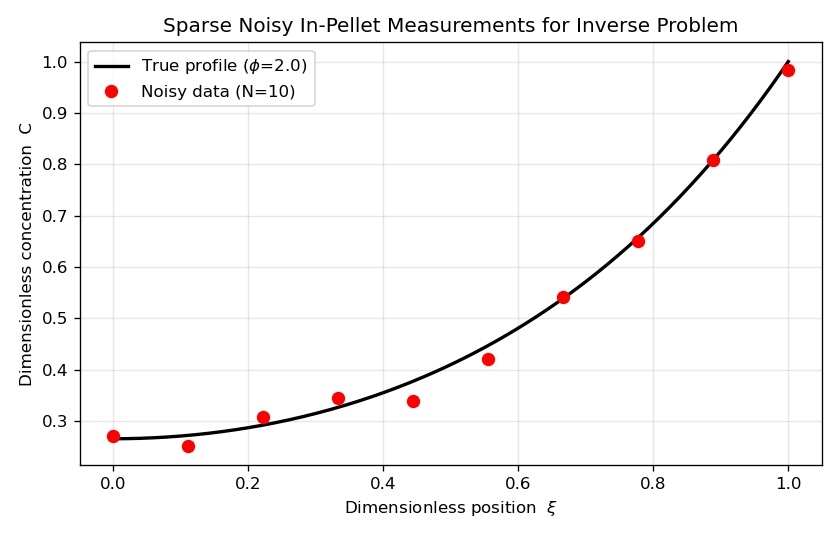 Sparse Noisy In-Pellet Measurements for Inverse Problem
True profile (ϕ=2.0)
Noisy data (N=10)
Dimensionless concentration C
1.0
0.9
0.8
0.7
0.6
0.5
0.4
0.3
0.0 0.2 0.4 0.6 0.8 1.0
Dimensionless position ξ